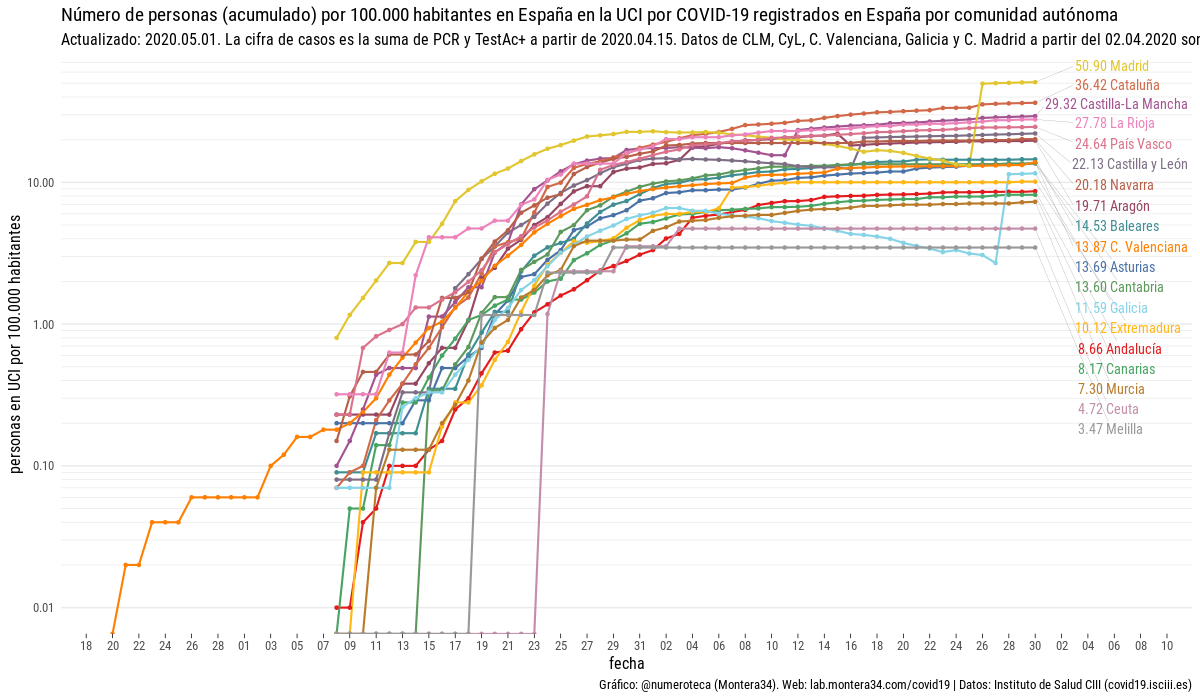 Número de personas (acumulado) por 100.000 habitantes en España en la UCI por COVID-19 registrados en España por comunidad autónoma
Actualizado: 2020.05.01. La cifra de casos es la suma de PCR y TestAc+ a partir de 2020.04.15. Datos de CLM, CyL, C. Valenciana, Galicia y C. Madrid a partir del 02.04.2020 son
personas en UCI por 100.000 habitantes
10.00
1.00
0.10
0.01
50.90 Madrid
36.42 Cataluña
29.32 Castilla-La Mancha
27.78 La Rioja
24.64 País Vasco
22.13 Castilla y León
20.18 Navarra
19.71 Aragón
14.53 Baleares
13.87 C. Valenciana
13.69 Asturias
13.60 Cantabria
11.59 Galicia
10.12 Extremadura
8.66 Andalucía
8.17 Canarias
7.30 Murcia
4.72 Ceuta
3.47 Melilla
18 20 22 24 26 28 01 03 05 07 09 11 13 15 17 19 21 23 25 27 29 31 02 04 06 08 10 12 14 16 18 20 22 24 26 28 30 02 04 06 08 10
fecha
Gráfico: @numeroteca (Montera34). Web: lab.montera34.com/covid19 | Datos: Instituto de Salud CIII (covid19.isciii.es)